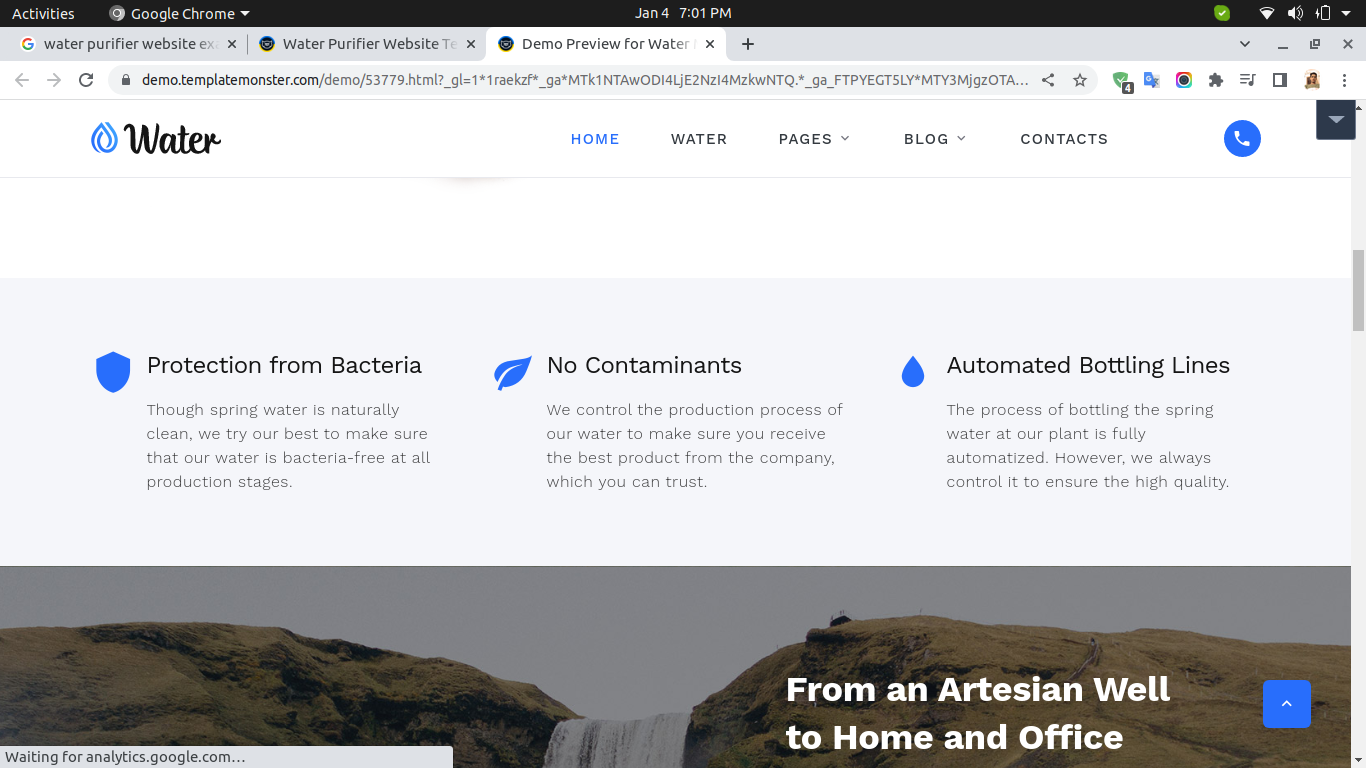 Activities Google Chrome Jan 4 7:01 PM
water purifier website exa Water Purifier Website Te Demo Preview for Water
demo.templatemonster.com/demo/53779.html?_gl=1*1raekzf*_ga*MTk1NTAwODI4LjE2NzI4MzkwNTQ.*_ga_FTPYEGT5LY*MTY3MjgzOTA... 4
Water HOME WATER PAGES BLOG CONTACTS
Protection from Bacteria
Though spring water is naturally
clean, we try our best to make sure
that our water is bacteria-free at all
production stages.
No Contaminants
We control the production process of
our water to make sure you receive
the best product from the company,
which you can trust.
Automated Bottling Lines
The process of bottling the spring
water at our plant is fully
automatized. However, we always
control it to ensure the high quality.
From an Artesian Well
to Home and Office
Waiting for analytics.google.com...